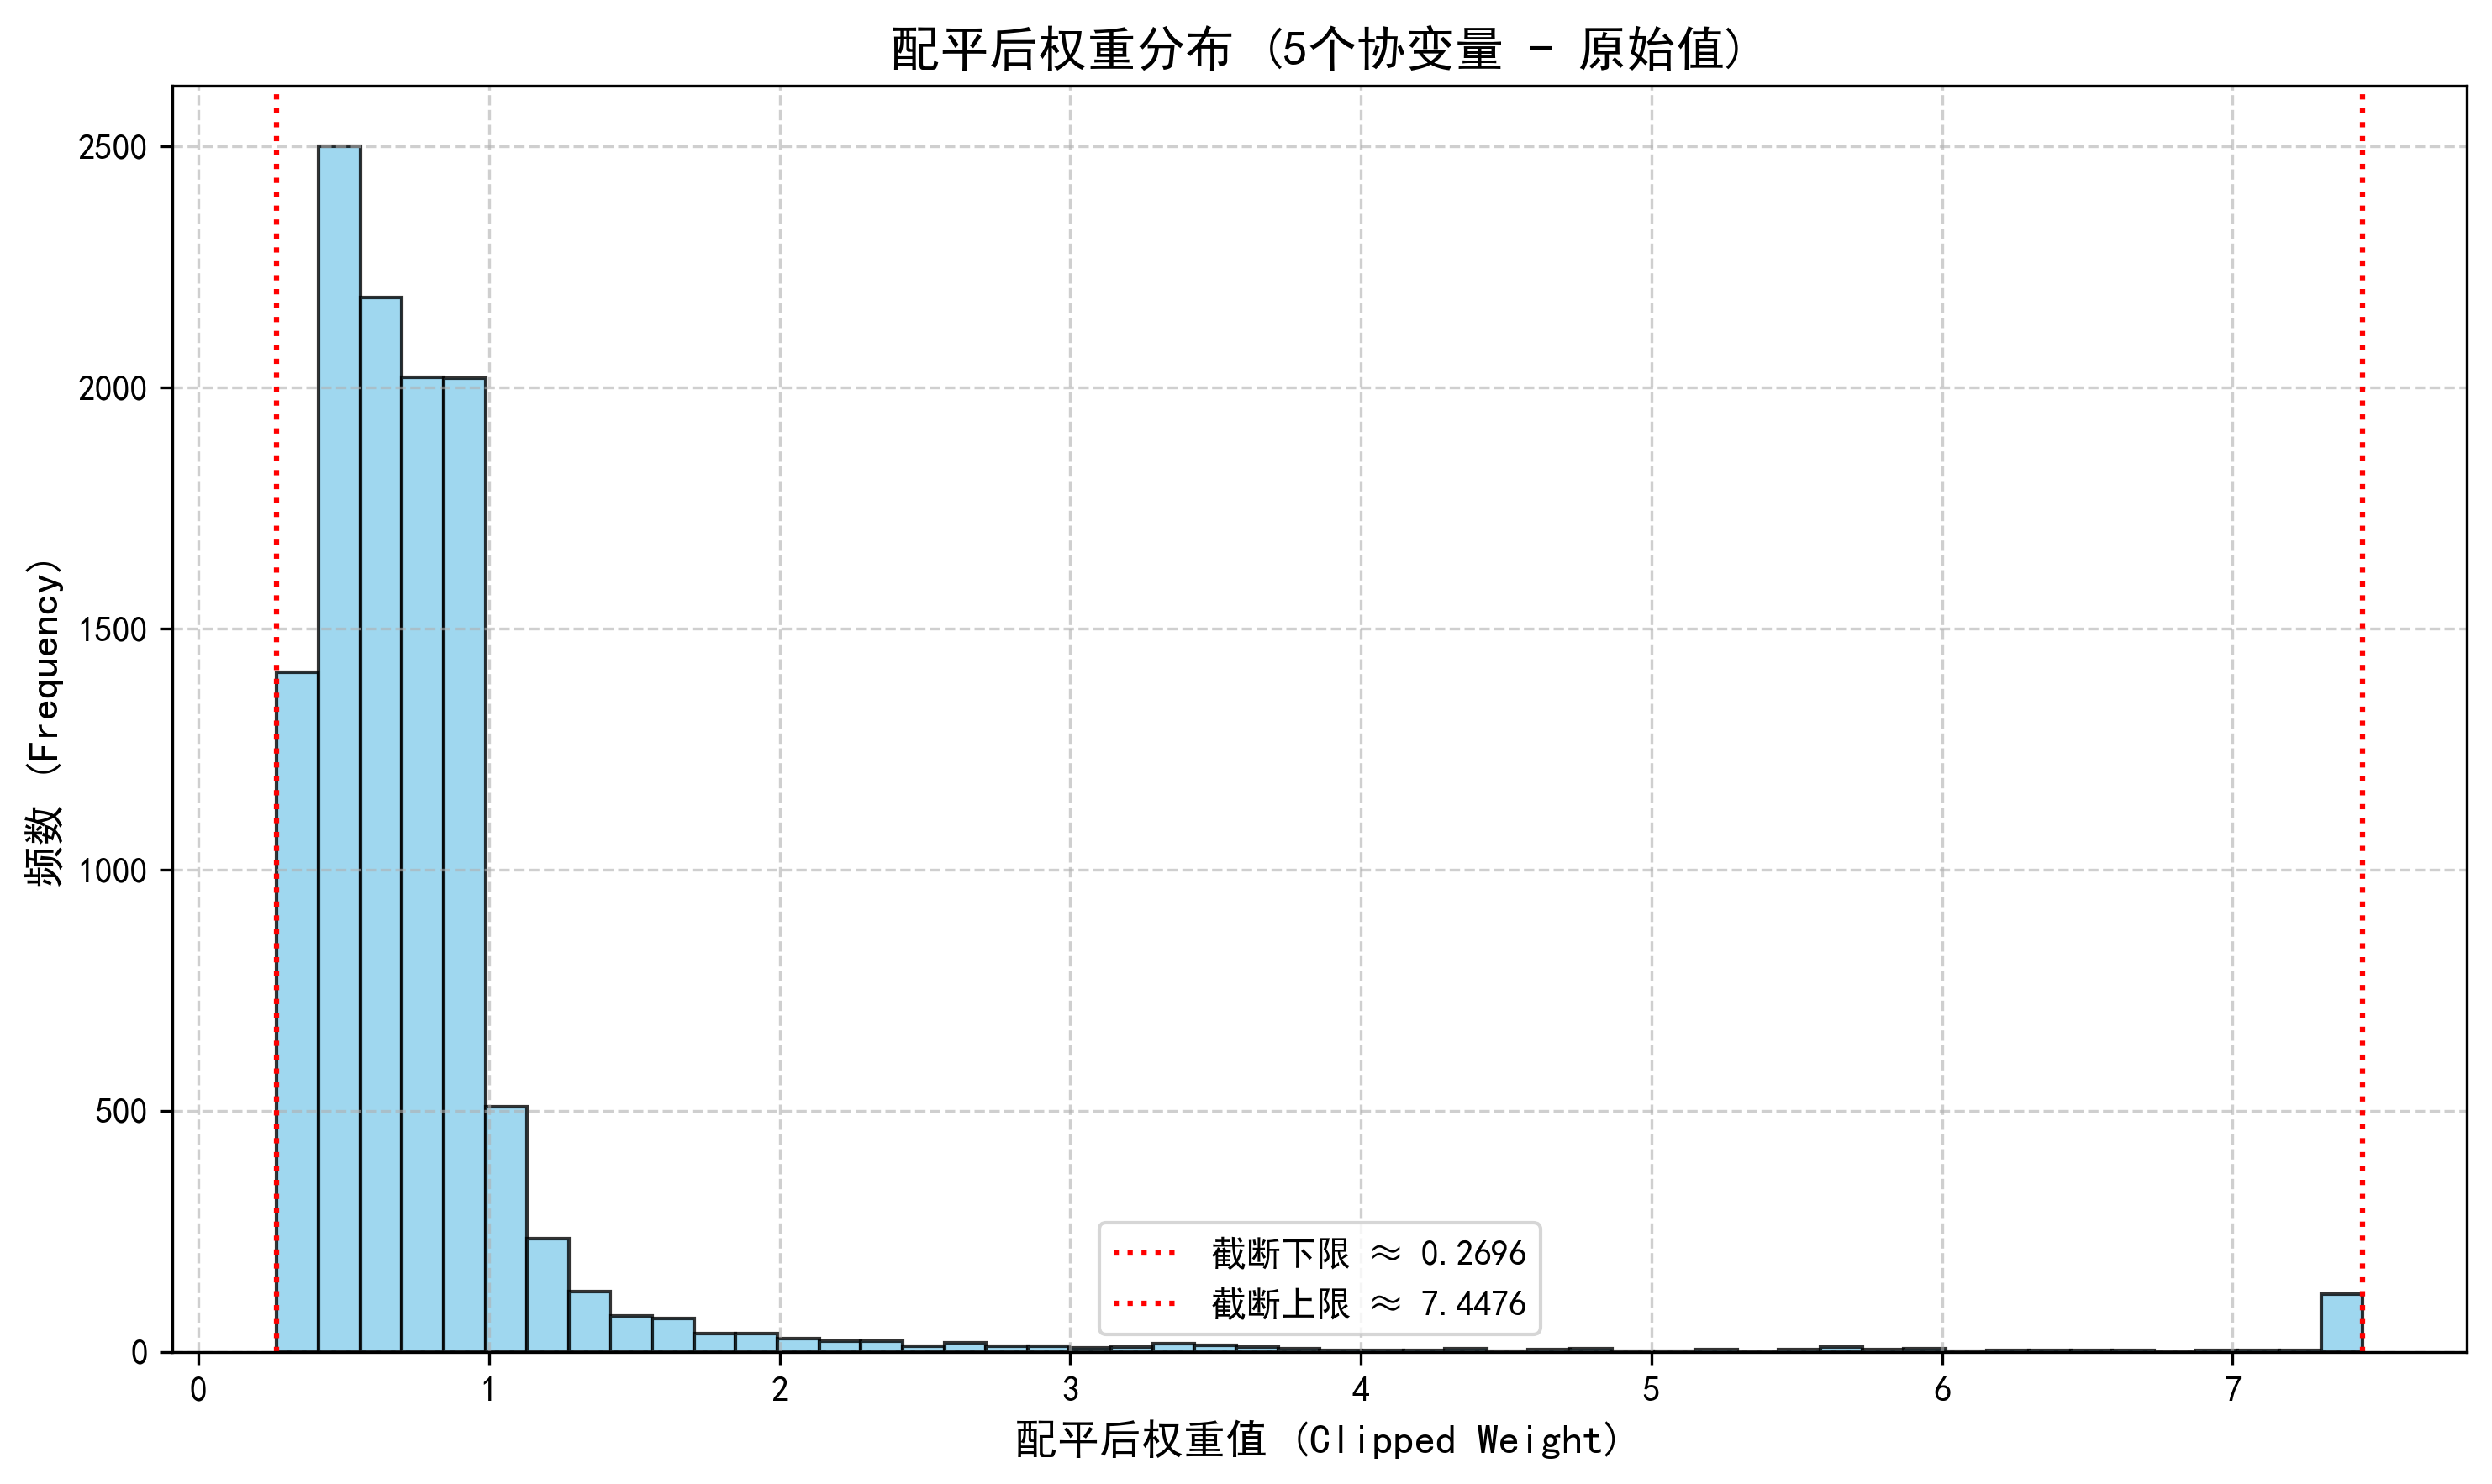 配平后权重分布 (5个协变量 - 原始值)
频数 (Frequency)
2500
2000
1500
1000
500
0
截断下限 ≈ 0.2696
截断上限 ≈ 7.4476
0 1 2 3 4 5 6 7
配平后权重值 (Clipped Weight)